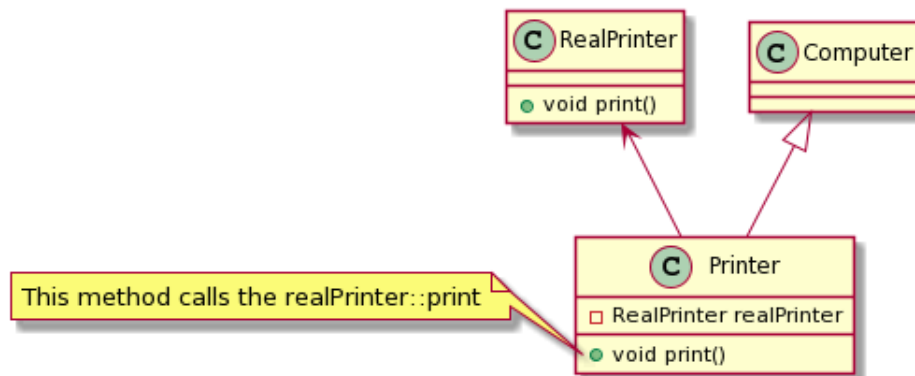 C RealPrinter
void print()
C Computer
C Printer
RealPrinter realPrinter
void print()
This method calls the realPrinter::print